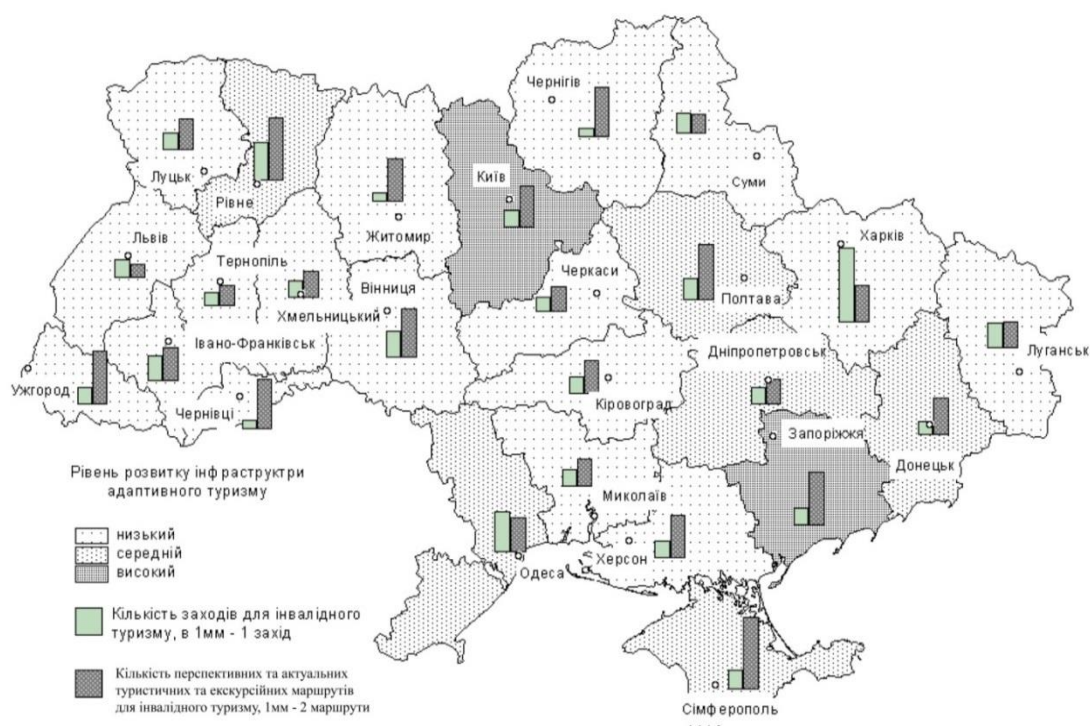 Чернігів
Київ
Суми
Луцьк
Рівне
Житомир
Львів
Тернопіль
Харків
Черкаси
Вінниця
Полтава
Хмельницький
Івано-Франківськ
Дніпропетровськ
Луганськ
Ужгород
Чернівці
Кіровоград
Запоріжжя
Донецьк
Рівень розвитку інфраструктри
адаптивного туризму
Миколаїв
низький
середній
високий
Херсон
Одеса
Кількість заходів для інвалідного
туризму, в 1мм - 1 захід
Кількість перспективних та актуальних
туристичних та екскурсійних маршрутів
для інвалідного туризму, 1мм - 2 маршрути
Сімферополь